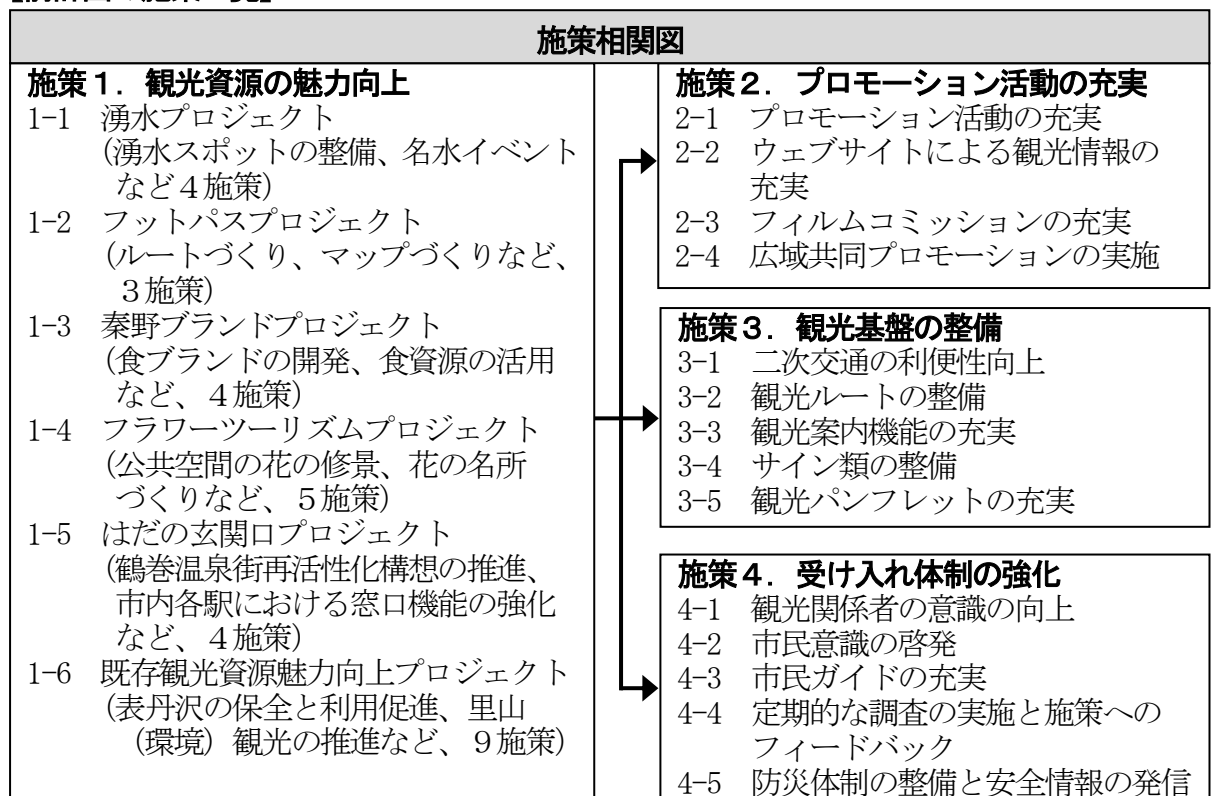 施策相関図
施策１．観光資源の魅力向上
1-1 湧水プロジェクト
(湧水スポットの整備、名水イベント
など４施策)
1-2 フットパスプロジェクト
(ルートづくり、マップづくりなど、
３施策)
1-3 秦野ブランドプロジェクト
(食ブランドの開発、食資源の活用
など、４施策)
1-4 フラワーツーリズムプロジェクト
(公共空間の花の修景、花の名所
づくりなど、５施策)
1-5 はだの玄関口プロジェクト
(鶴巻温泉街再活性化構想の推進、
市内各駅における窓口機能の強化
など、４施策)
1-6 既存観光資源魅力向上プロジェクト
(表丹沢の保全と利用促進、里山
（環境）観光の推進など、９施策)
施策２．プロモーション活動の充実
2-1 プロモーション活動の充実
2-2 ウェブサイトによる観光情報の
充実
2-3 フィルムコミッションの充実
2-4 広域共同プロモーションの実施
施策３．観光基盤の整備
3-1 二次交通の利便性向上
3-2 観光ルートの整備
3-3 観光案内機能の充実
3-4 サイン類の整備
3-5 観光パンフレットの充実
施策４．受け入れ体制の強化
4-1 観光関係者の意識の向上
4-2 市民意識の啓発
4-3 市民ガイドの充実
4-4 定期的な調査の実施と施策への
フィードバック
4-5 防災体制の整備と安全情報の発信